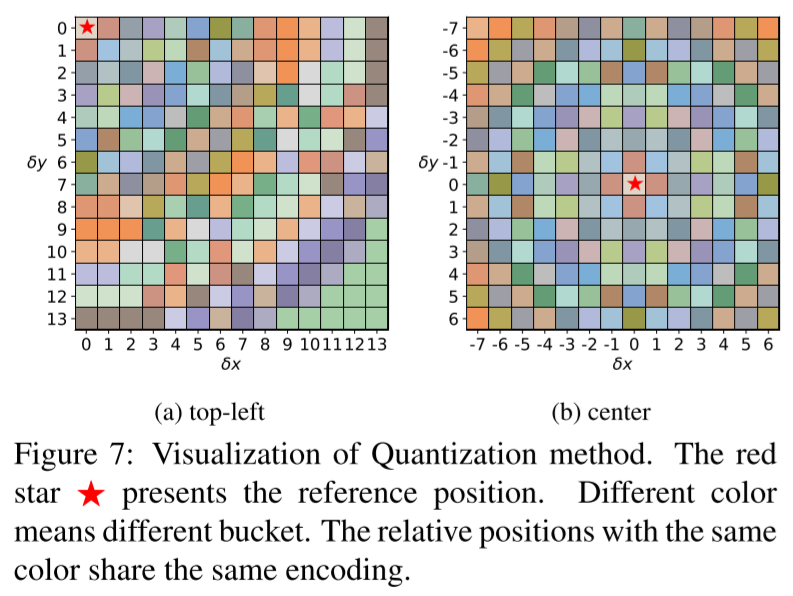 0
1
2
3
4
5
δy 6
7
8
9
10
11
12
13
0 1 2 3 4 5 6 7 8 9 10 11 12 13
δx
-7
-6
-5
-4
-3
-2
δy -1
0
1
2
3
4
5
6
-7 -6 -5 -4 -3 -2 -1 0 1 2 3 4 5 6
δx
(a) top-left
(b) center
Figure 7: Visualization of Quantization method. The red
star ★ presents the reference position. Different color
means different bucket. The relative positions with the same
color share the same encoding.